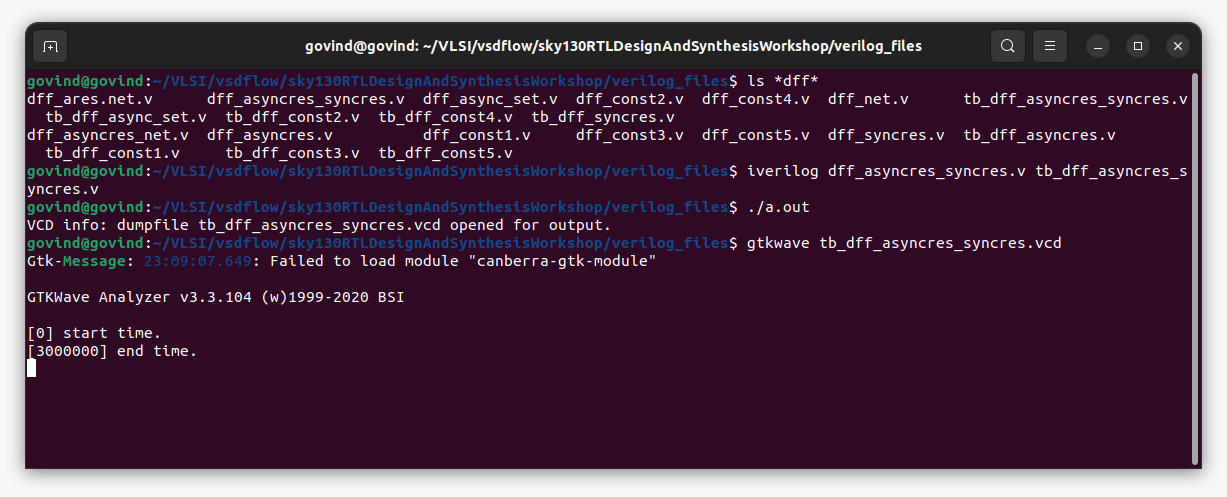 govind@govind: ~/VLSI/vsdflow/sky130RTLDesignAndSynthesisWorkshop/verilog_files
govind@govind:~/VLSI/vsdflow/sky130RTLDesignAndSynthesisWorkshop/verilog_files$ ls *dff*
dff_ares.net.v      dff_asyncres_syncres.v  dff_async_set.v  dff_const2.v  dff_const4.v  dff_net.v      tb_dff_asyncres_syncres.v
  tb_dff_async_set.v  tb_dff_const2.v  tb_dff_const4.v  tb_dff_syncres.v
dff_asyncres_net.v  dff_asyncres.v          dff_const1.v     dff_const3.v  dff_const5.v  dff_syncres.v  tb_dff_asyncres.v
  tb_dff_const1.v     tb_dff_const3.v  tb_dff_const5.v
govind@govind:~/VLSI/vsdflow/sky130RTLDesignAndSynthesisWorkshop/verilog_files$ iverilog dff_asyncres_syncres.v tb_dff_asyncres_s
yncres.v
govind@govind:~/VLSI/vsdflow/sky130RTLDesignAndSynthesisWorkshop/verilog_files$ ./a.out
VCD info: dumpfile tb_dff_asyncres_syncres.vcd opened for output.
govind@govind:~/VLSI/vsdflow/sky130RTLDesignAndSynthesisWorkshop/verilog_files$ gtkwave tb_dff_asyncres_syncres.vcd
Gtk-Message: 23:09:07.649: Failed to load module "canberra-gtk-module"
GTKWave Analyzer v3.3.104 (w)1999-2020 BSI
[0] start time.
[3000000] end time.